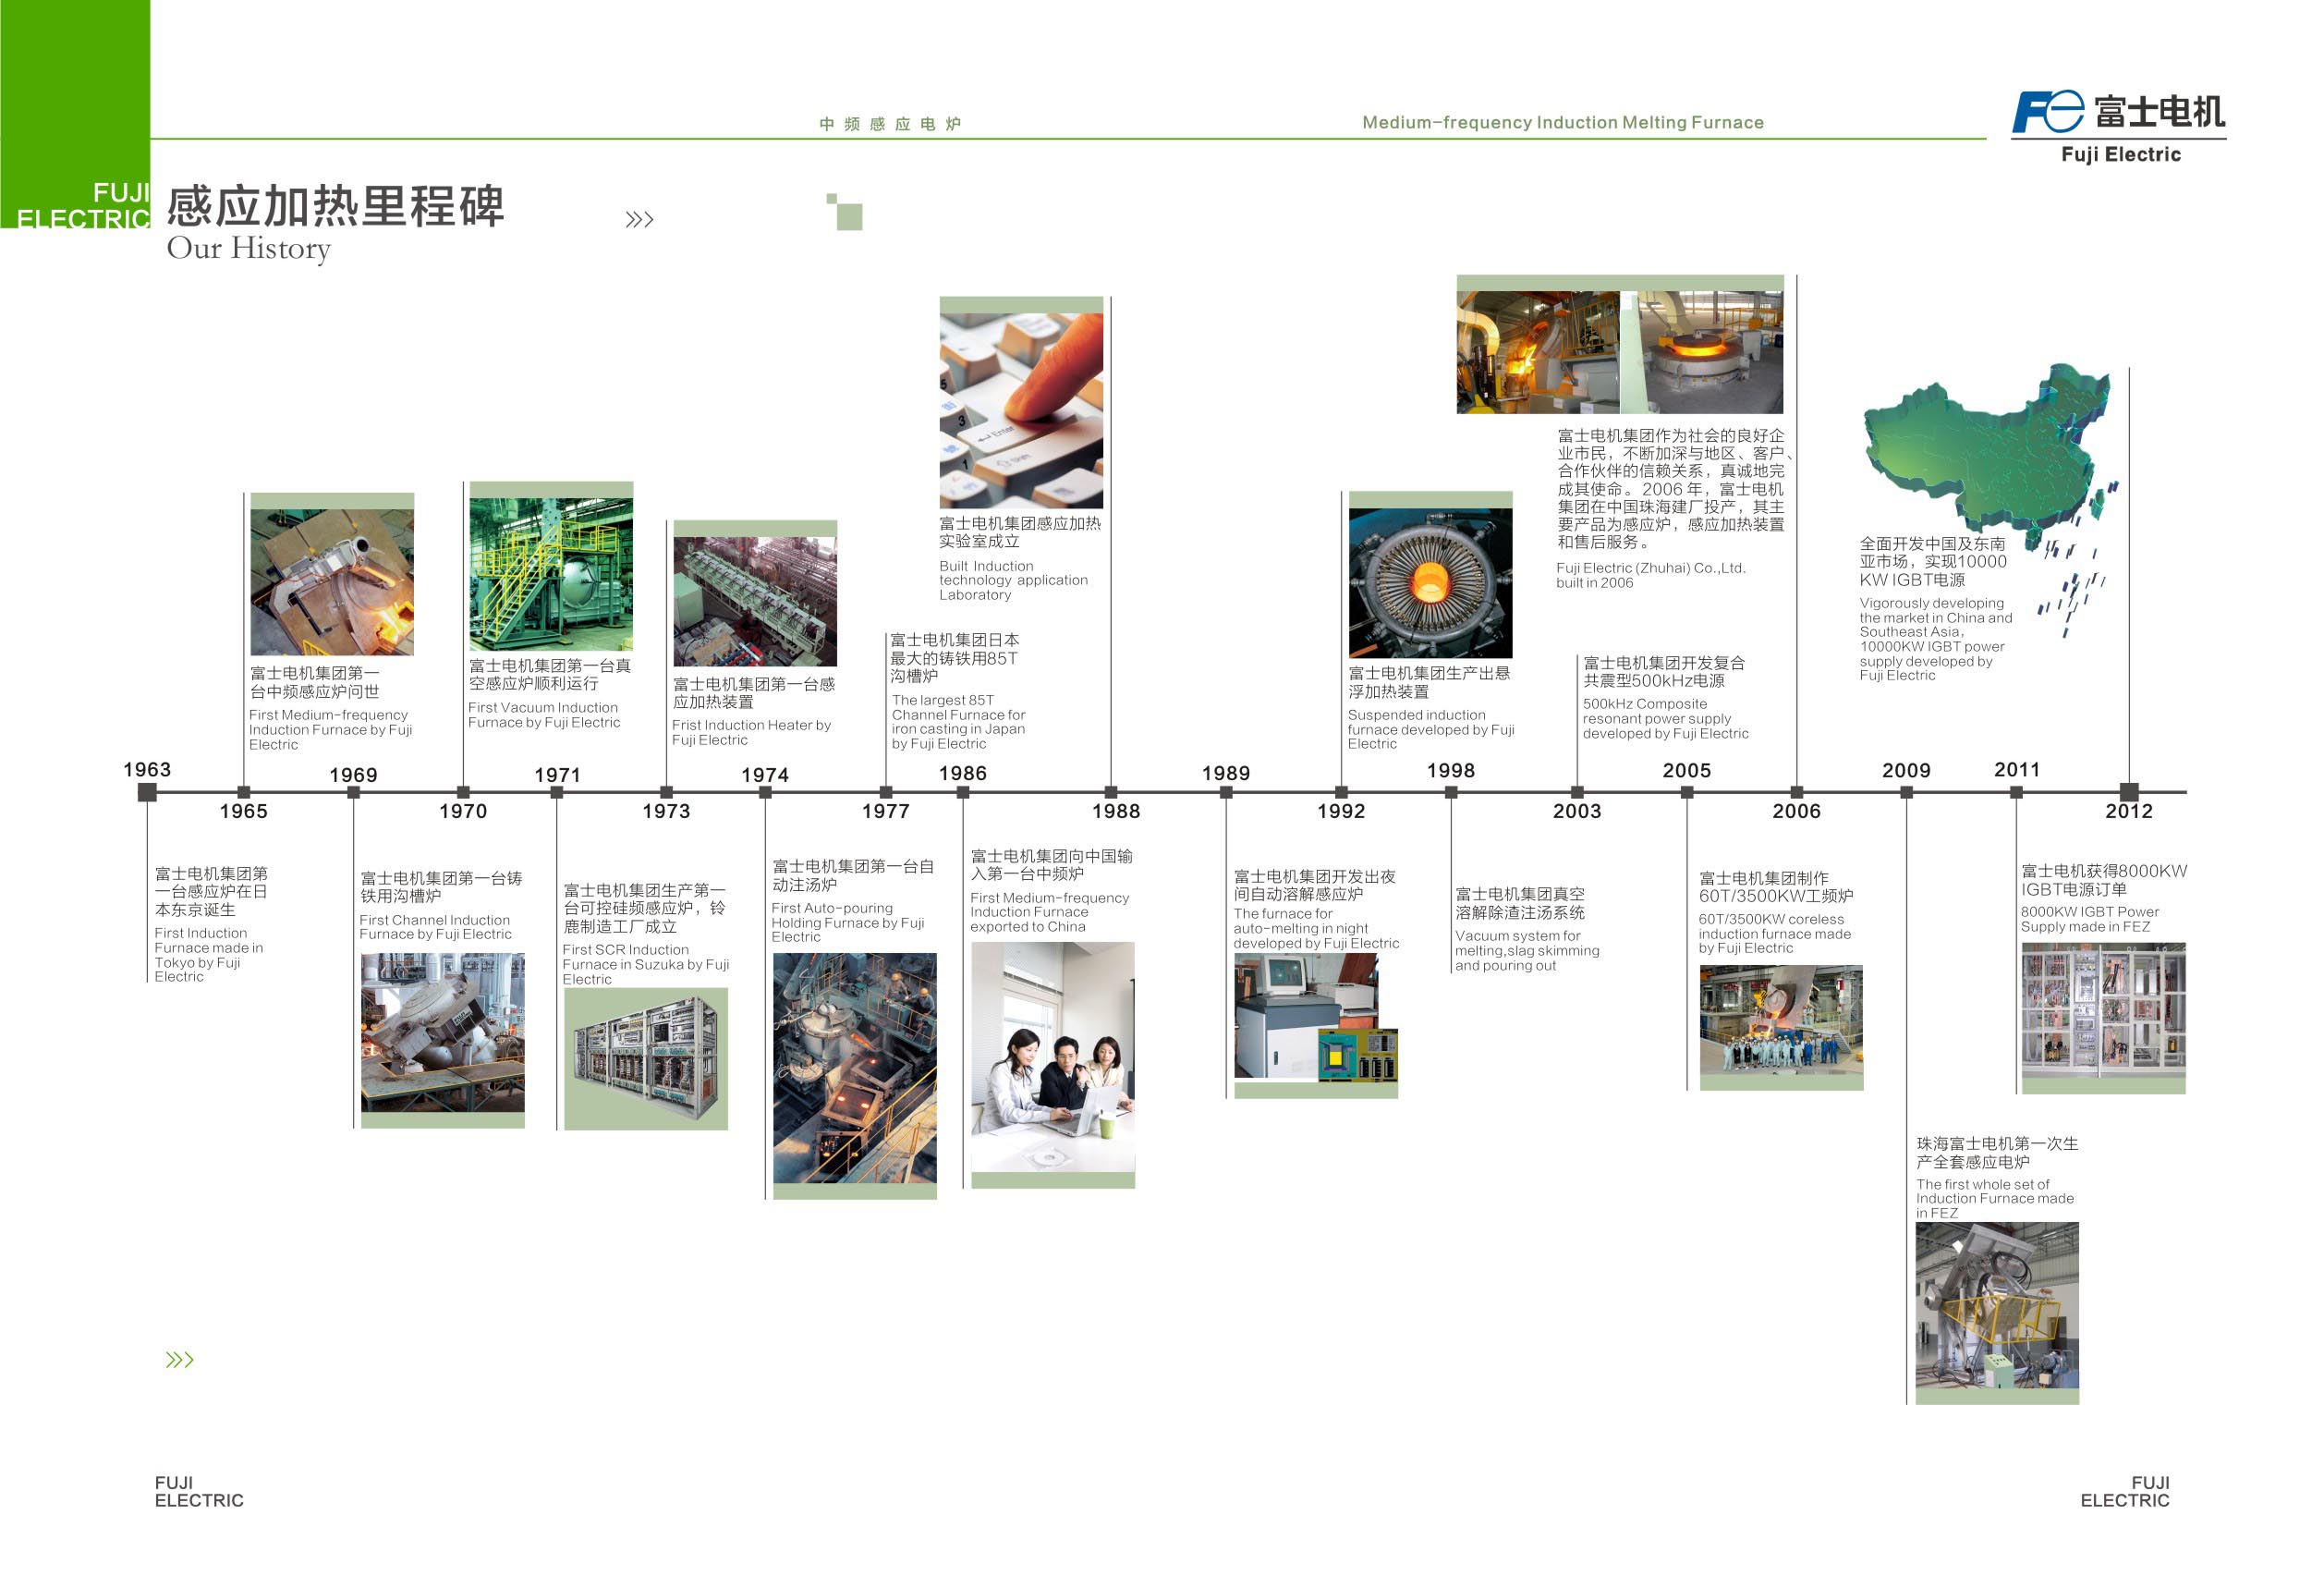 中频感应电炉
Medium-frequency Induction Melting Furnace
Fe 富士电机
Fuji Electric
FUJI
ELECTRIC
感应加热里程碑
Our History
富士电机集团第一
台中频感应炉问世
First Medium-frequency
Induction Furnace by Fuji
Electric
富士电机集团第一台真
空感应炉顺利运行
First Vacuum Induction
Furnace by Fuji Electric
富士电机集团第一台感
应加热装置
Frist Induction Heater by
Fuji Electric
富士电机集团感应加热
实验室成立
Built Induction
technology application
Laboratory
富士电机集团日本
最大的铸铁用85T
沟槽炉
The largest 85T
Channel Furnace for
iron casting in Japan
by Fuji Electric
富士电机集团生产出悬
浮加热装置
Suspended induction
furnace developed by Fuji
Electric
富士电机集团作为社会的良好企
业市民，不断加深与地区、客户、
合作伙伴的信赖关系，真诚地完
成其使命。2006 年，富士电机
集团在中国珠海建厂投产，其主
要产品为感应炉，感应加热装置
和售后服务。
Fuji Electric (Zhuhai) Co.,Ltd.
built in 2006
富士电机集团开发复合
共震型500kHz电源
500kHz Composite
resonant power supply
developed by Fuji Electric
全面开发中国及东南
亚市场，实现10000
KW IGBT电源
Vigorously developing
the market in China and
Southeast Asia,
10000KW IGBT power
supply developed by
Fuji Electric
1963
1969
1971
1974
1986
1989
1998
2005
2009
2011
1965
1970
1973
1977
1988
1992
2003
2006
2012
富士电机集团第
一台感应炉在日
本东京诞生
First Induction
Furnace made in
Tokyo by Fuji
Electric
富士电机集团第一台铸
铁用沟槽炉
First Channel Induction
Furnace by Fuji Electric
富士电机集团生产第一
台可控硅频感应炉，铃
鹿制造工厂成立
First SCR Induction
Furnace in Suzuka by Fuji
Electric
富士电机集团第一台自
动注汤炉
First Auto-pouring
Holding Furnace by Fuji
Electric
富士电机集团向中国输
入第一台中频炉
First Medium-frequency
Induction Furnace
exported to China
富士电机集团开发出夜
间自动溶解感应炉
The furnace for
auto-melting in night
developed by Fuji Electric
富士电机集团真空
溶解除渣注汤系统
Vacuum system for
melting,slag skimming
and pouring out
富士电机集团制作
60T/3500KW工频炉
60T/3500KW coreless
induction furnace made
by Fuji Electric
珠海富士电机第一次生
产全套感应电炉
The first whole set of
Induction Furnace made
in FEZ
富士电机获得8000KW
IGBT电源订单
8000KW IGBT Power
Supply made in FEZ
FUJI
ELECTRIC
FUJI
ELECTRIC